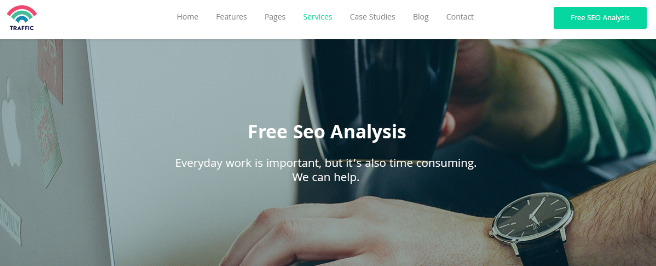 TRAFFIC
Home Features Pages Services Case Studies Blog Contact
Free SEO Analysis
Free Seo Analysis
Everyday work is important, but it's also time consuming.
We can help.